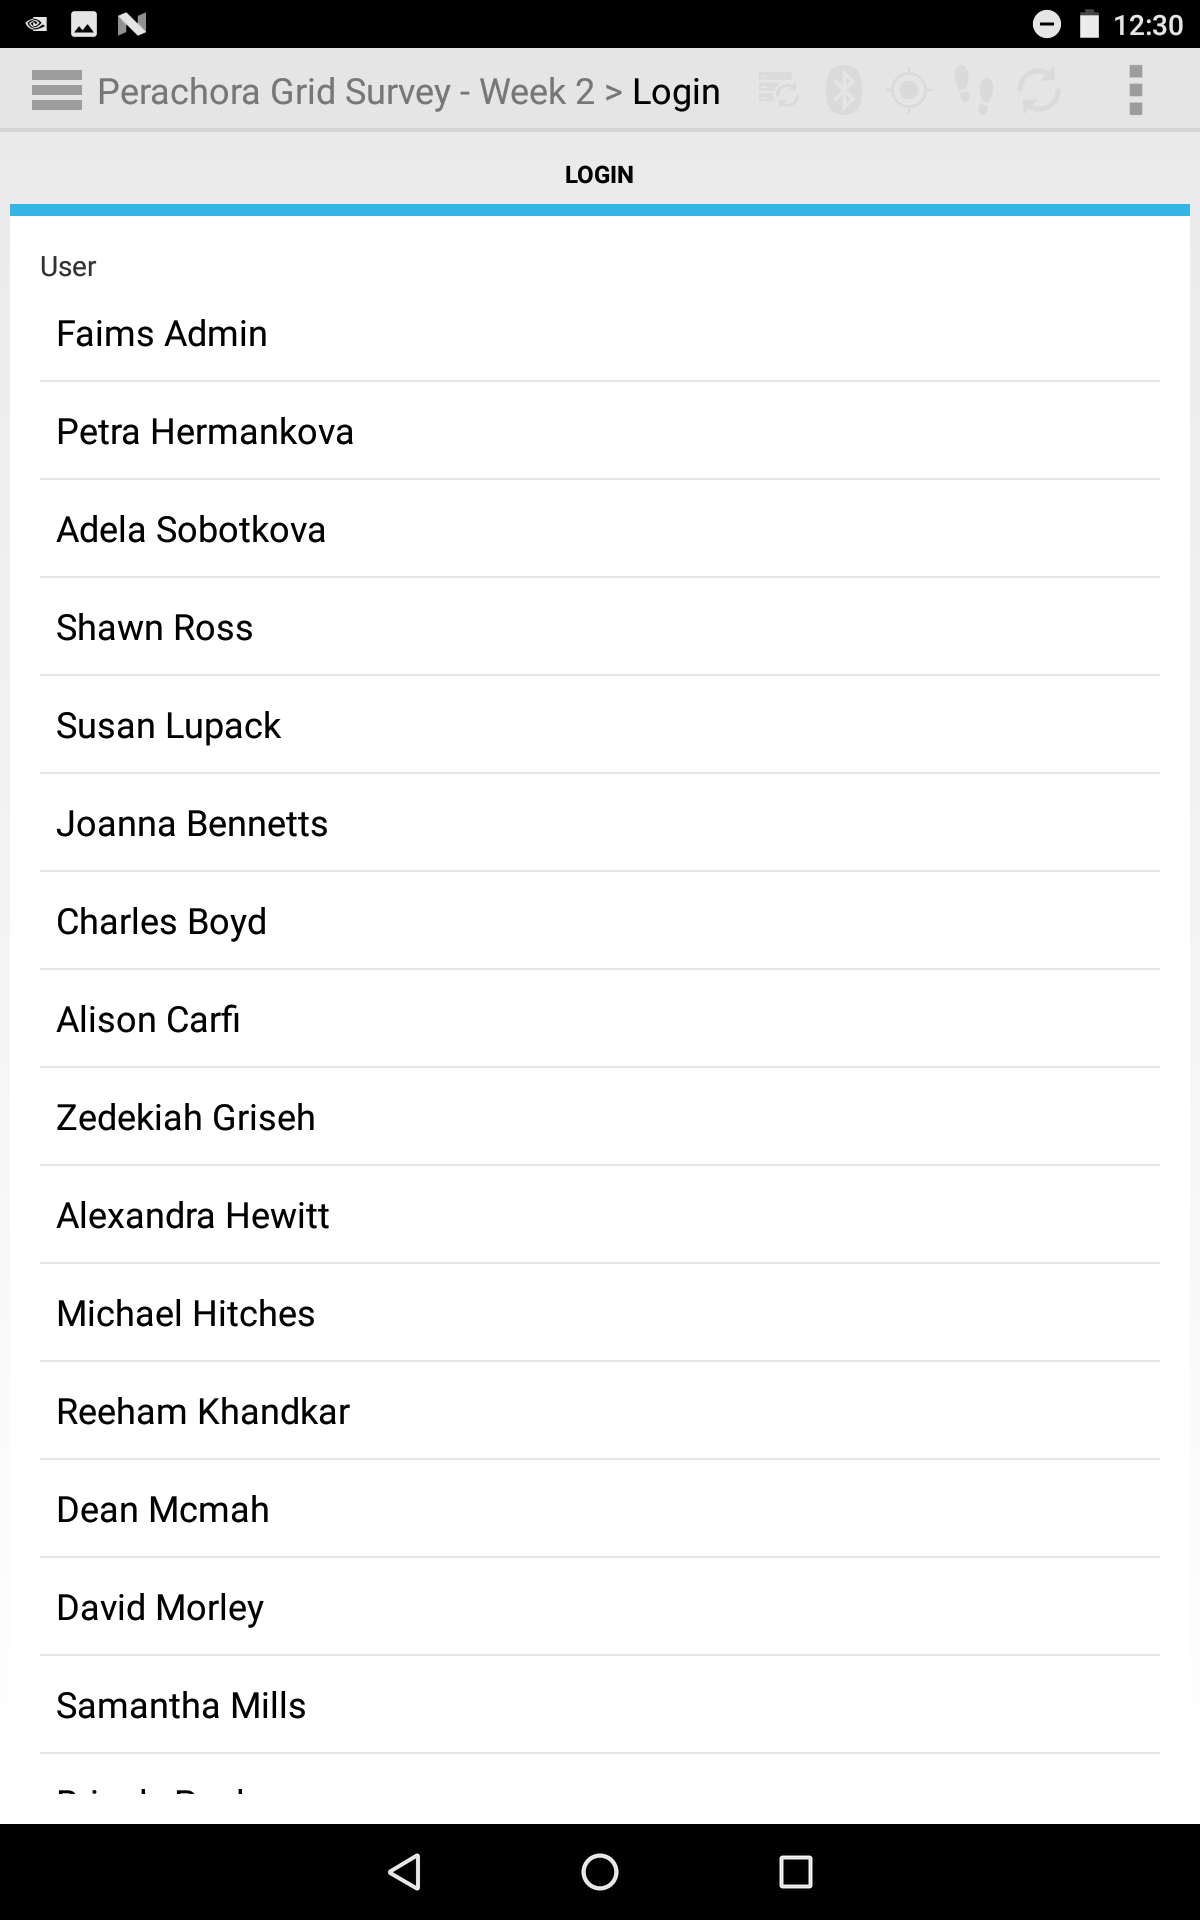 12:30
Perachora Grid Survey - Week 2 > Login
LOGIN
User
Faims Admin
Petra Hermankova
Adela Sobotkova
Shawn Ross
Susan Lupack
Joanna Bennetts
Charles Boyd
Alison Carfi
Zedekiah Griseh
Alexandra Hewitt
Michael Hitches
Reeham Khandkar
Dean Mcmah
David Morley
Samantha Mills